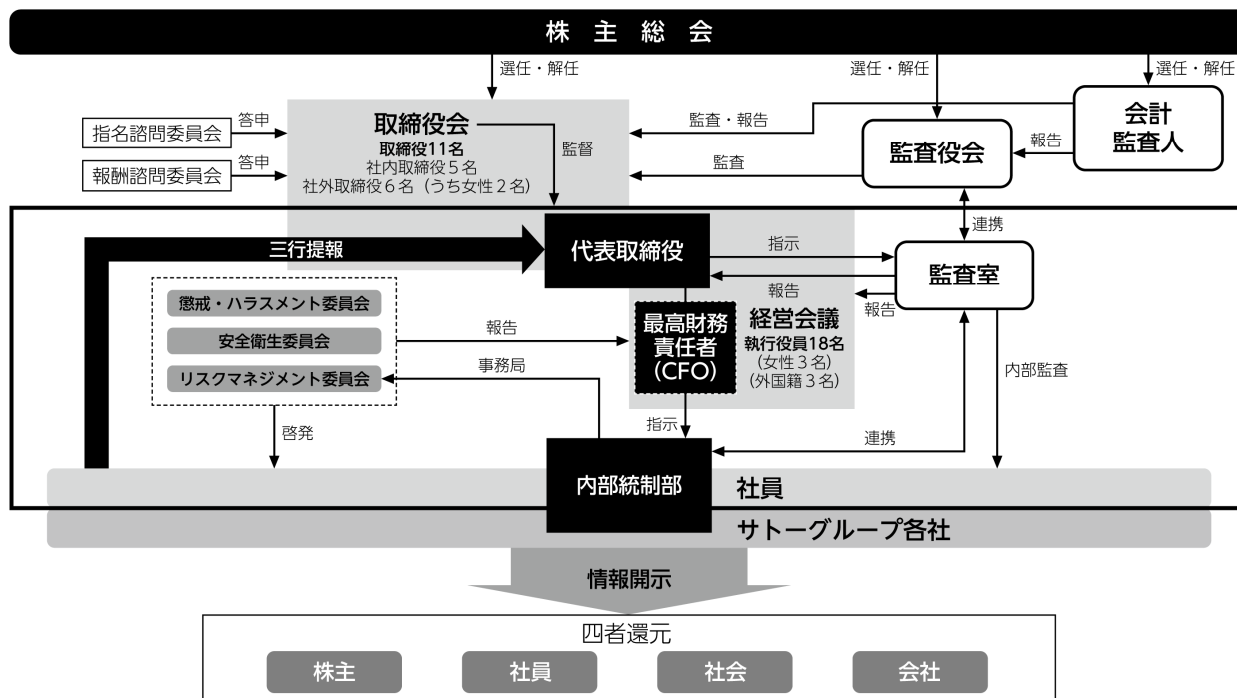 株主総会
選任・解任
選任・解任
選任・解任
指名諮問委員会
答申
報酬諮問委員会
答申
取締役会
取締役11名
社内取締役5名
社外取締役6名（うち女性2名）
監督
監査・報告
監査
監査役会
報告
会計
監査人
連携
三行提報
代表取締役
指示
報告
報告
監査室
懲戒・ハラスメント委員会
安全衛生委員会
リスクマネジメント委員会
報告
事務局
最高財務
責任者
(CFO)
経営会議
執行役員18名
(女性3名)
(外国籍3名)
内部監査
啓発
指示
連携
内部統制部
社員
サトーグループ各社
情報開示
四者還元
株主
社員
社会
会社